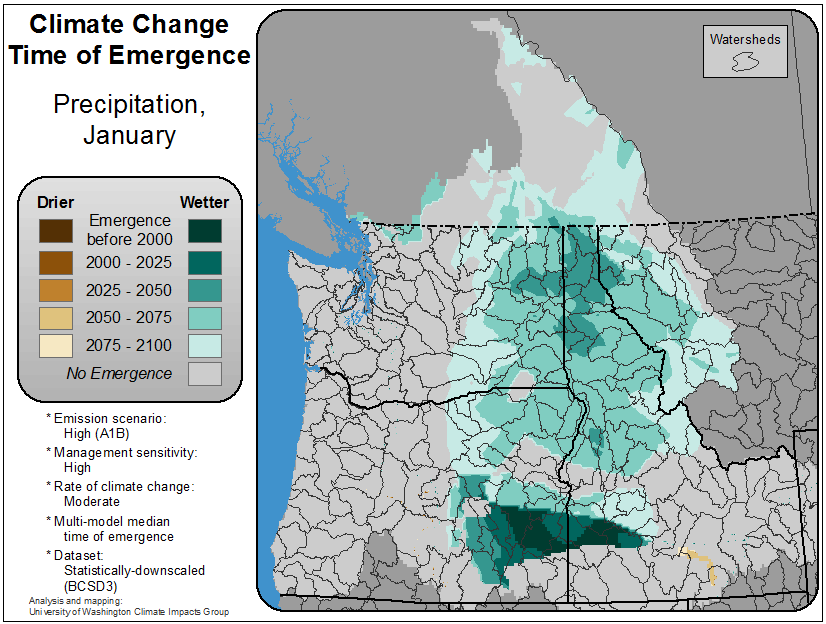 Climate Change
Time of Emergence
Precipitation,
January
Drier
Wetter
Emergence
before 2000
2000 - 2025
2025 - 2050
2050 - 2075
2075 - 2100
No Emergence
* Emission scenario:
High (A1B)
* Management sensitivity:
High
* Rate of climate change:
Moderate
* Multi-model median
time of emergence
* Dataset:
Statistically-downscaled
(BCSD3)
Analysis and mapping:
University of Washington Climate Impacts Group
Watersheds